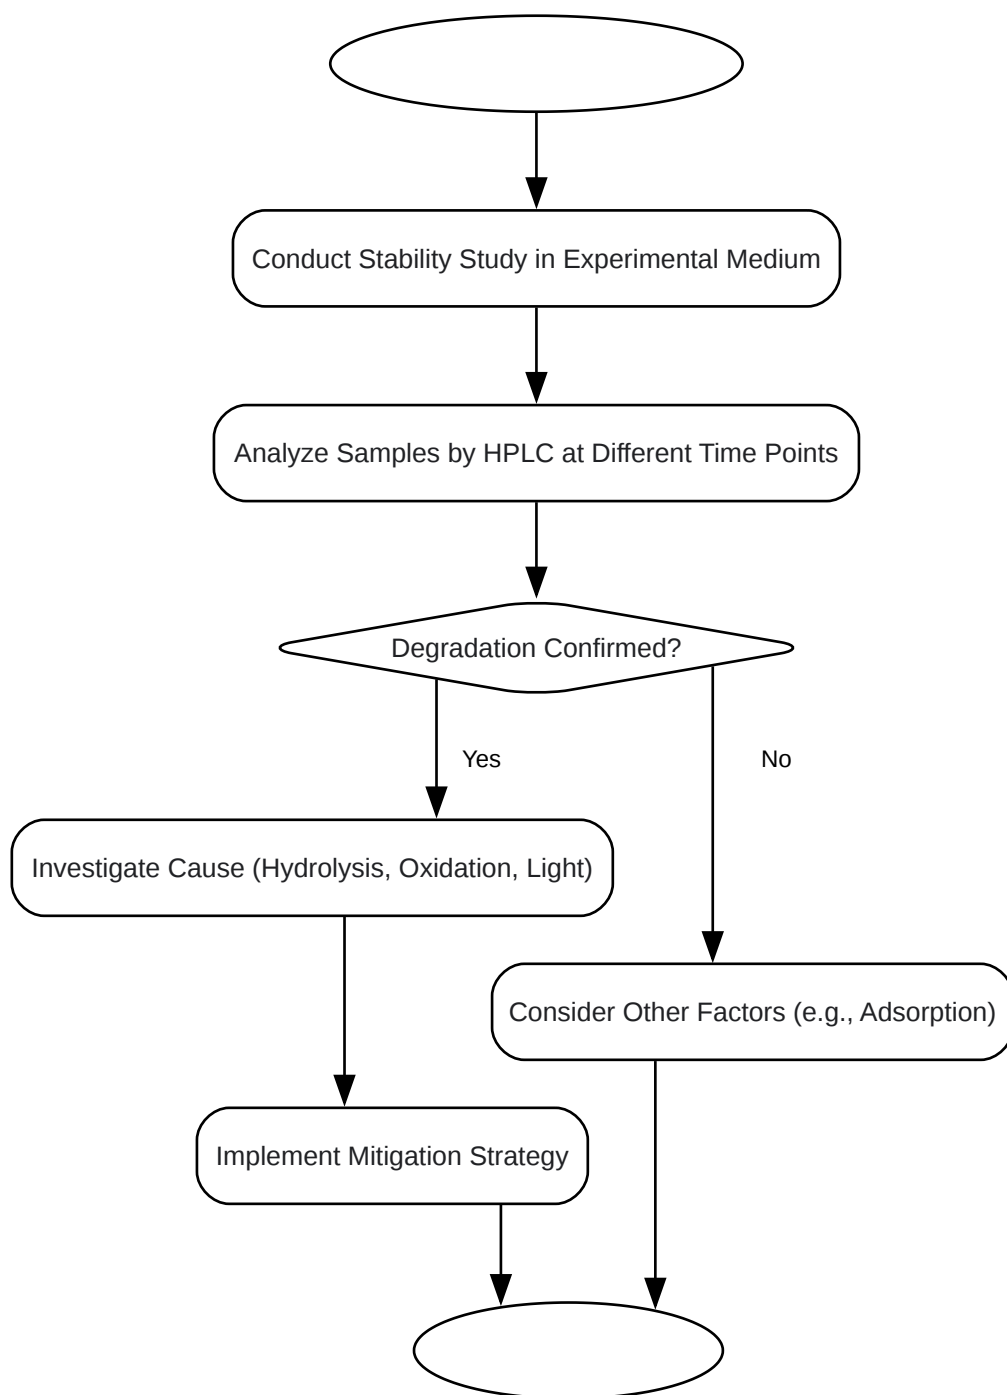 Conduct Stability Study in Experimental Medium
Analyze Samples by HPLC at Different Time Points
Degradation Confirmed?
Yes
No
Investigate Cause (Hydrolysis, Oxidation, Light)
Consider Other Factors (e.g., Adsorption)
Implement Mitigation Strategy